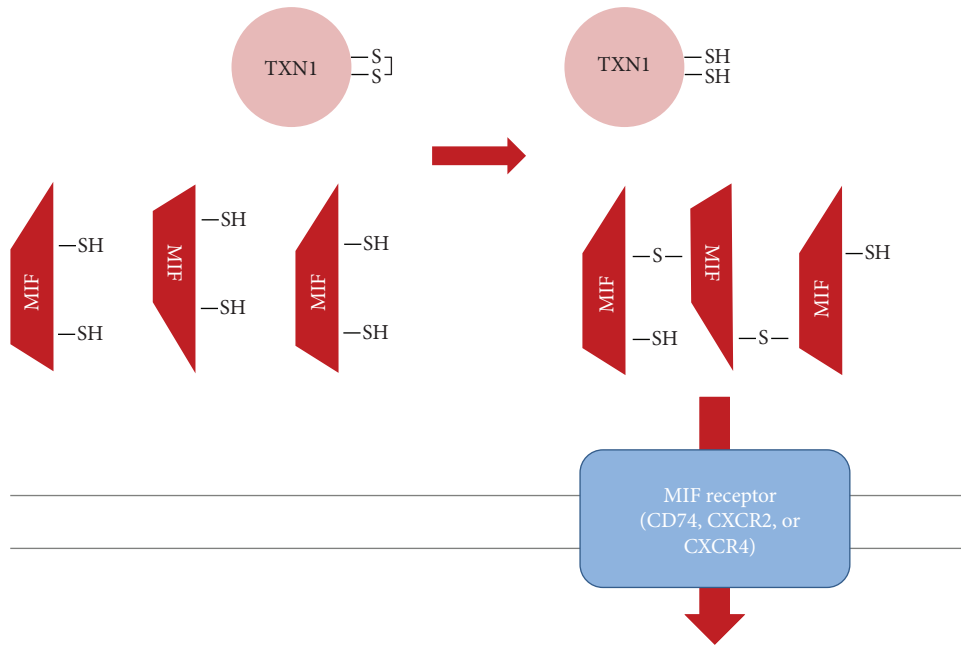 TXN1
S
S
TXN1
SH
SH
MIF
SH
SH
MIF
SH
SH
MIF
SH
SH
MIF
S
SH
MIF
S
MIF
SH
MIF receptor
(CD74, CXCR2, or
CXCR4)